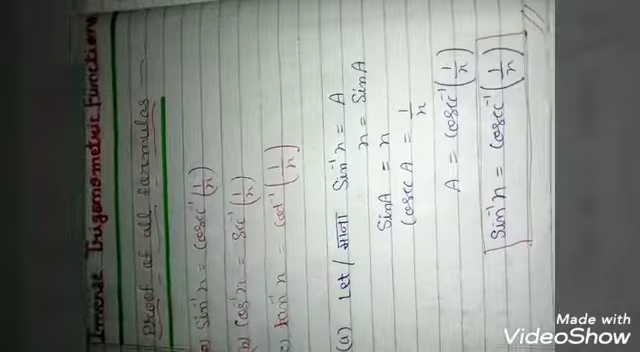 Inverse Trigonometric Functions
Proof of all formulas —
a) Sin⁻¹x = Cosec⁻¹(1/x)
b) Cos⁻¹x = Sec⁻¹(1/x)
c) tan⁻¹x = Cot⁻¹(1/x)
(a) Let / माना Sin⁻¹x = A
x = SinA
SinA = x
CosecA = 1/x
A = Cosec⁻¹(1/x)
Sin⁻¹x = Cosec⁻¹(1/x)
Made with
VideoShow